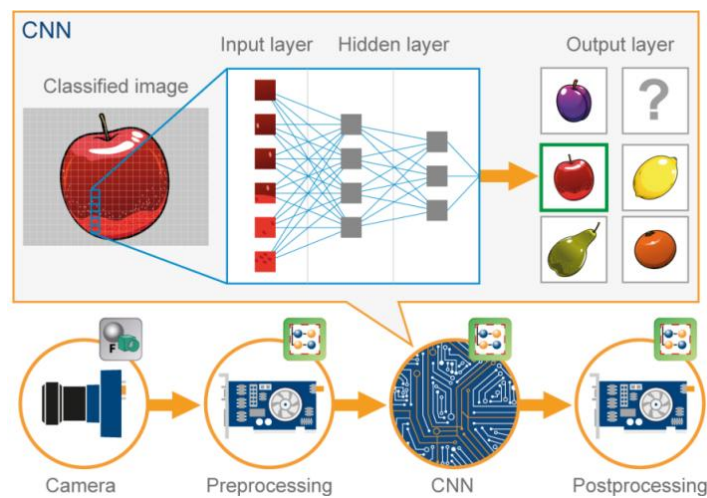 CNN
Input layer
Hidden layer
Output layer
Classified image
?
F
Camera
Preprocessing
CNN
Postprocessing